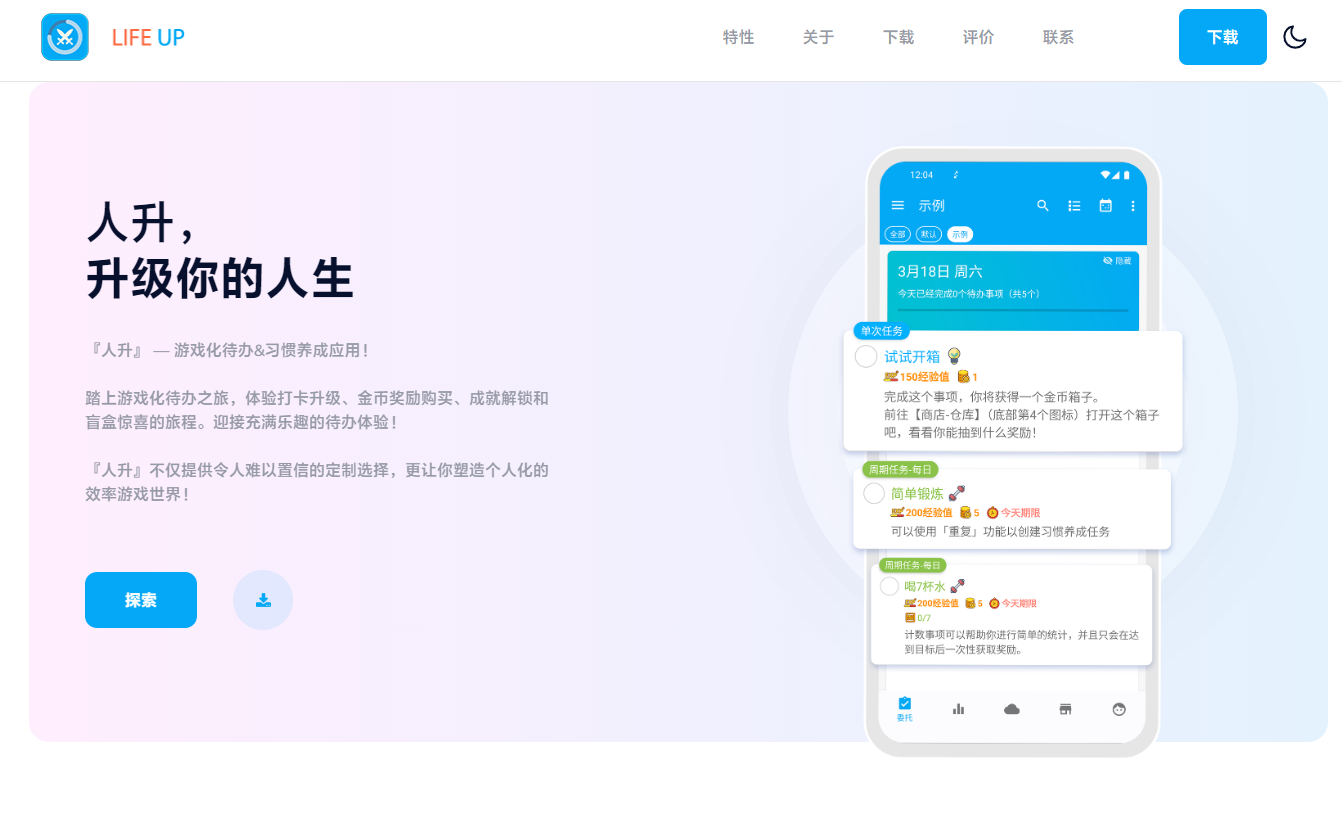 LIFE UP
特性
关于
下载
评价
联系
下载
人升，
升级你的人生
『人升』 — 游戏化待办&习惯养成应用！
踏上游戏化待办之旅，体验打卡升级、金币奖励购买、成就解锁和
盲盒惊喜的旅程。迎接充满乐趣的待办体验！
『人升』不仅提供令人难以置信的定制选择，更让你塑造个人化的
效率游戏世界！
探索
12:04
示例
全部
默认
示例
隐藏
3月18日 周六
今天已经完成0个待办事项（共5个）
单次任务
试试开箱
150经验值 1
完成这个事项，你将获得一个金币箱子。
前往【商店-仓库】（底部第4个图标）打开这个箱子
吧，看看你能抽到什么奖励！
周期任务-每日
简单锻炼
200经验值 5 今天期限
可以使用「重复」功能以创建习惯养成任务
周期任务-每日
喝7杯水
200经验值 5 今天期限
0/7
计数事项可以帮助你进行简单的统计，并且只会在达
到目标后一次性获取奖励。
委托